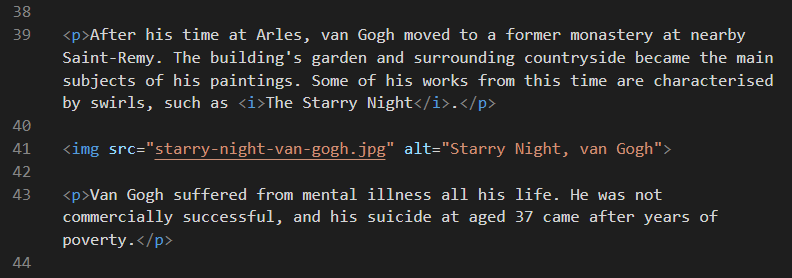 38
39 <p>After his time at Arles, van Gogh moved to a former monastery at nearby
Saint-Remy. The building's garden and surrounding countryside became the main
subjects of his paintings. Some of his works from this time are characterised
by swirls, such as <i>The Starry Night</i>.</p>
40
41 <img src="starry-night-van-gogh.jpg" alt="Starry Night, van Gogh">
42
43 <p>Van Gogh suffered from mental illness all his life. He was not
commercially successful, and his suicide at aged 37 came after years of
poverty.</p>
44